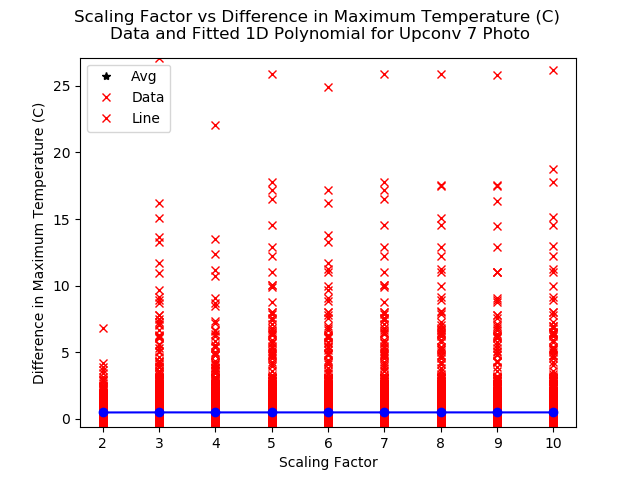 Scaling Factor vs Difference in Maximum Temperature (C)
Data and Fitted 1D Polynomial for Upconv 7 Photo
Avg
Data
Line
Difference in Maximum Temperature (C)
25
20
15
10
5
0
2 3 4 5 6 7 8 9 10
Scaling Factor